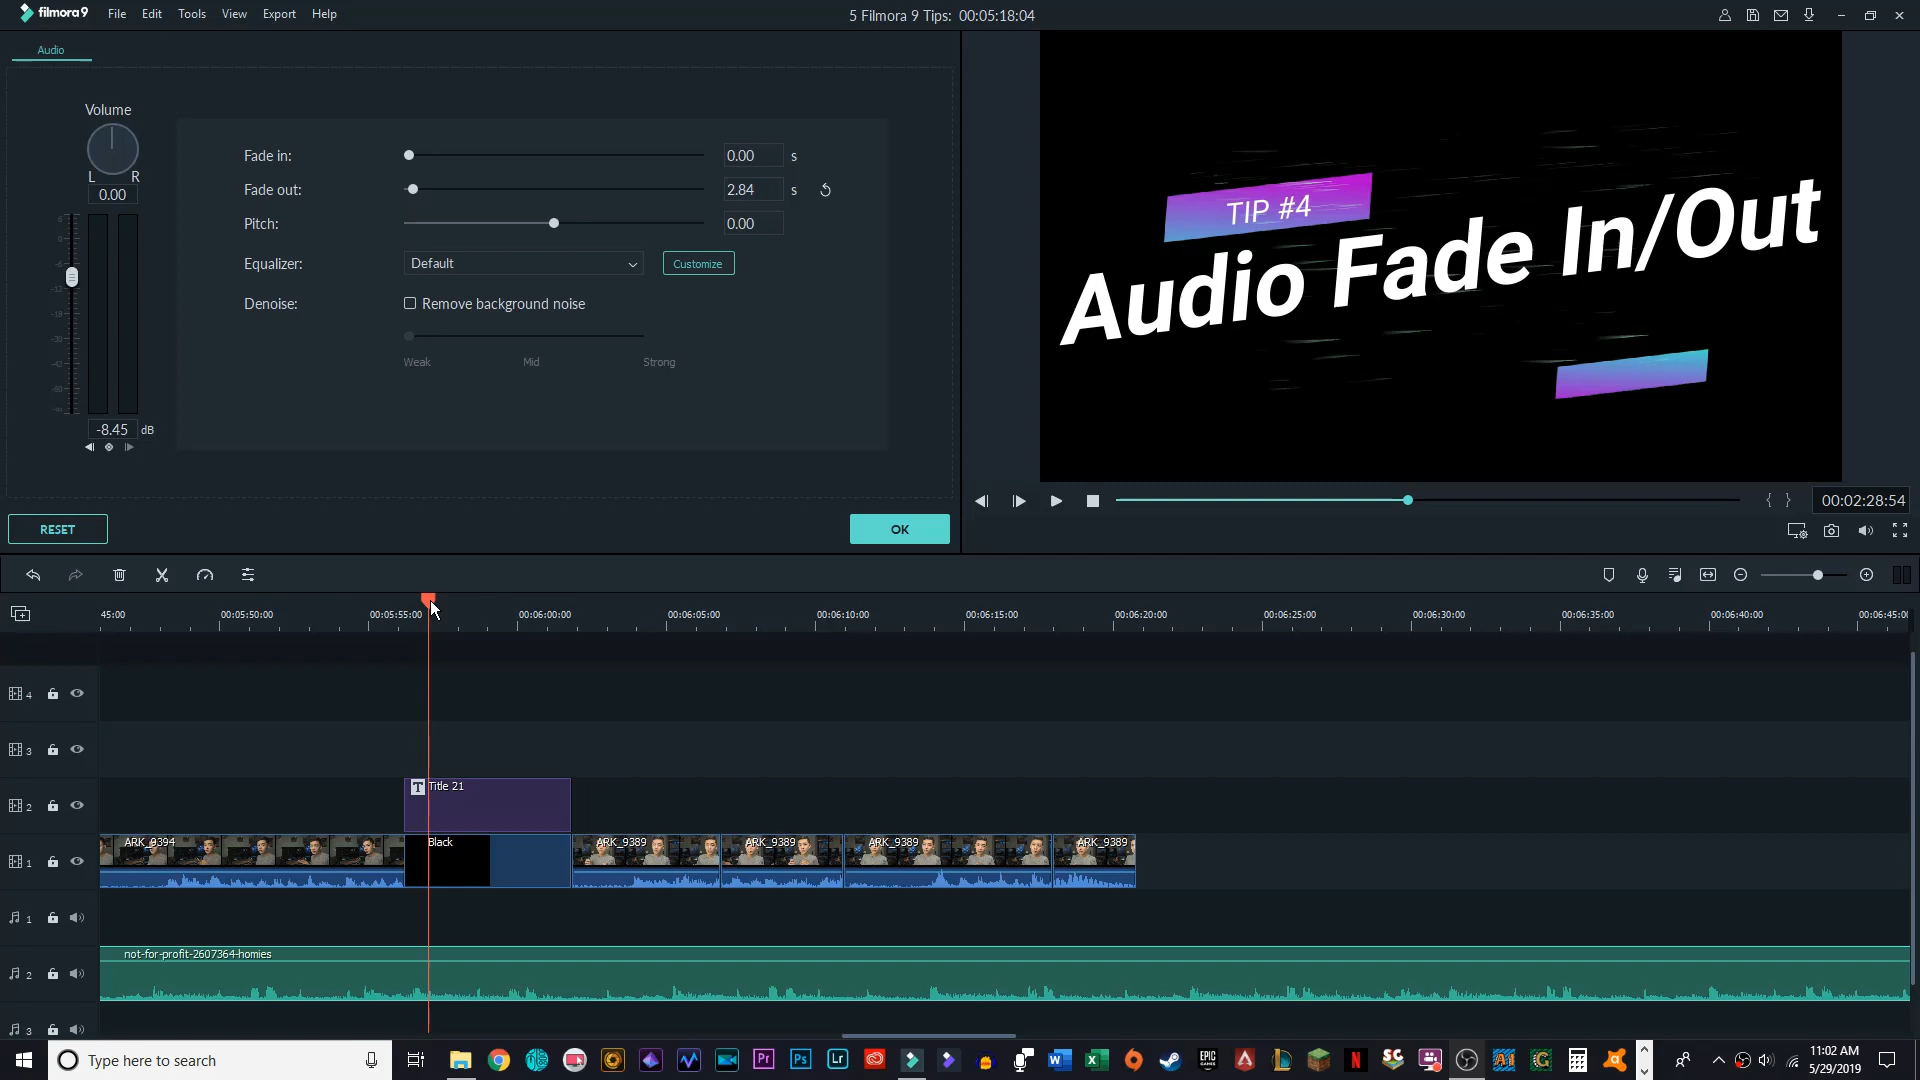 filmora9 File Edit Tools View Export Help 5 Filmora 9 Tips: 00:05:18:04
Audio
Volume
L R
0.00
-8.45 dB
Fade in: 0.00 s
Fade out: 2.84 s
Pitch: 0.00
Equalizer: Default Customize
Denoise: Remove background noise
Weak Mid Strong
RESET OK
TIP #4
Audio Fade In/Out
00:02:28:54
45:00 00:05:50:00 00:05:55:00 00:06:00:00 00:06:05:00 00:06:10:00 00:06:15:00 00:06:20:00 00:06:25:00 00:06:30:00 00:06:35:00 00:06:40:00 00:06:45:00
4
3
2 T Title 21
1 ARK_9394 Black ARK_9389 ARK_9389 ARK_9389 ARK_9389
1
2 not-for-profit-2607364-homies
3
Type here to search
Pr Ps Lr EPIC GAMES N SC
11:02 AM
5/29/2019